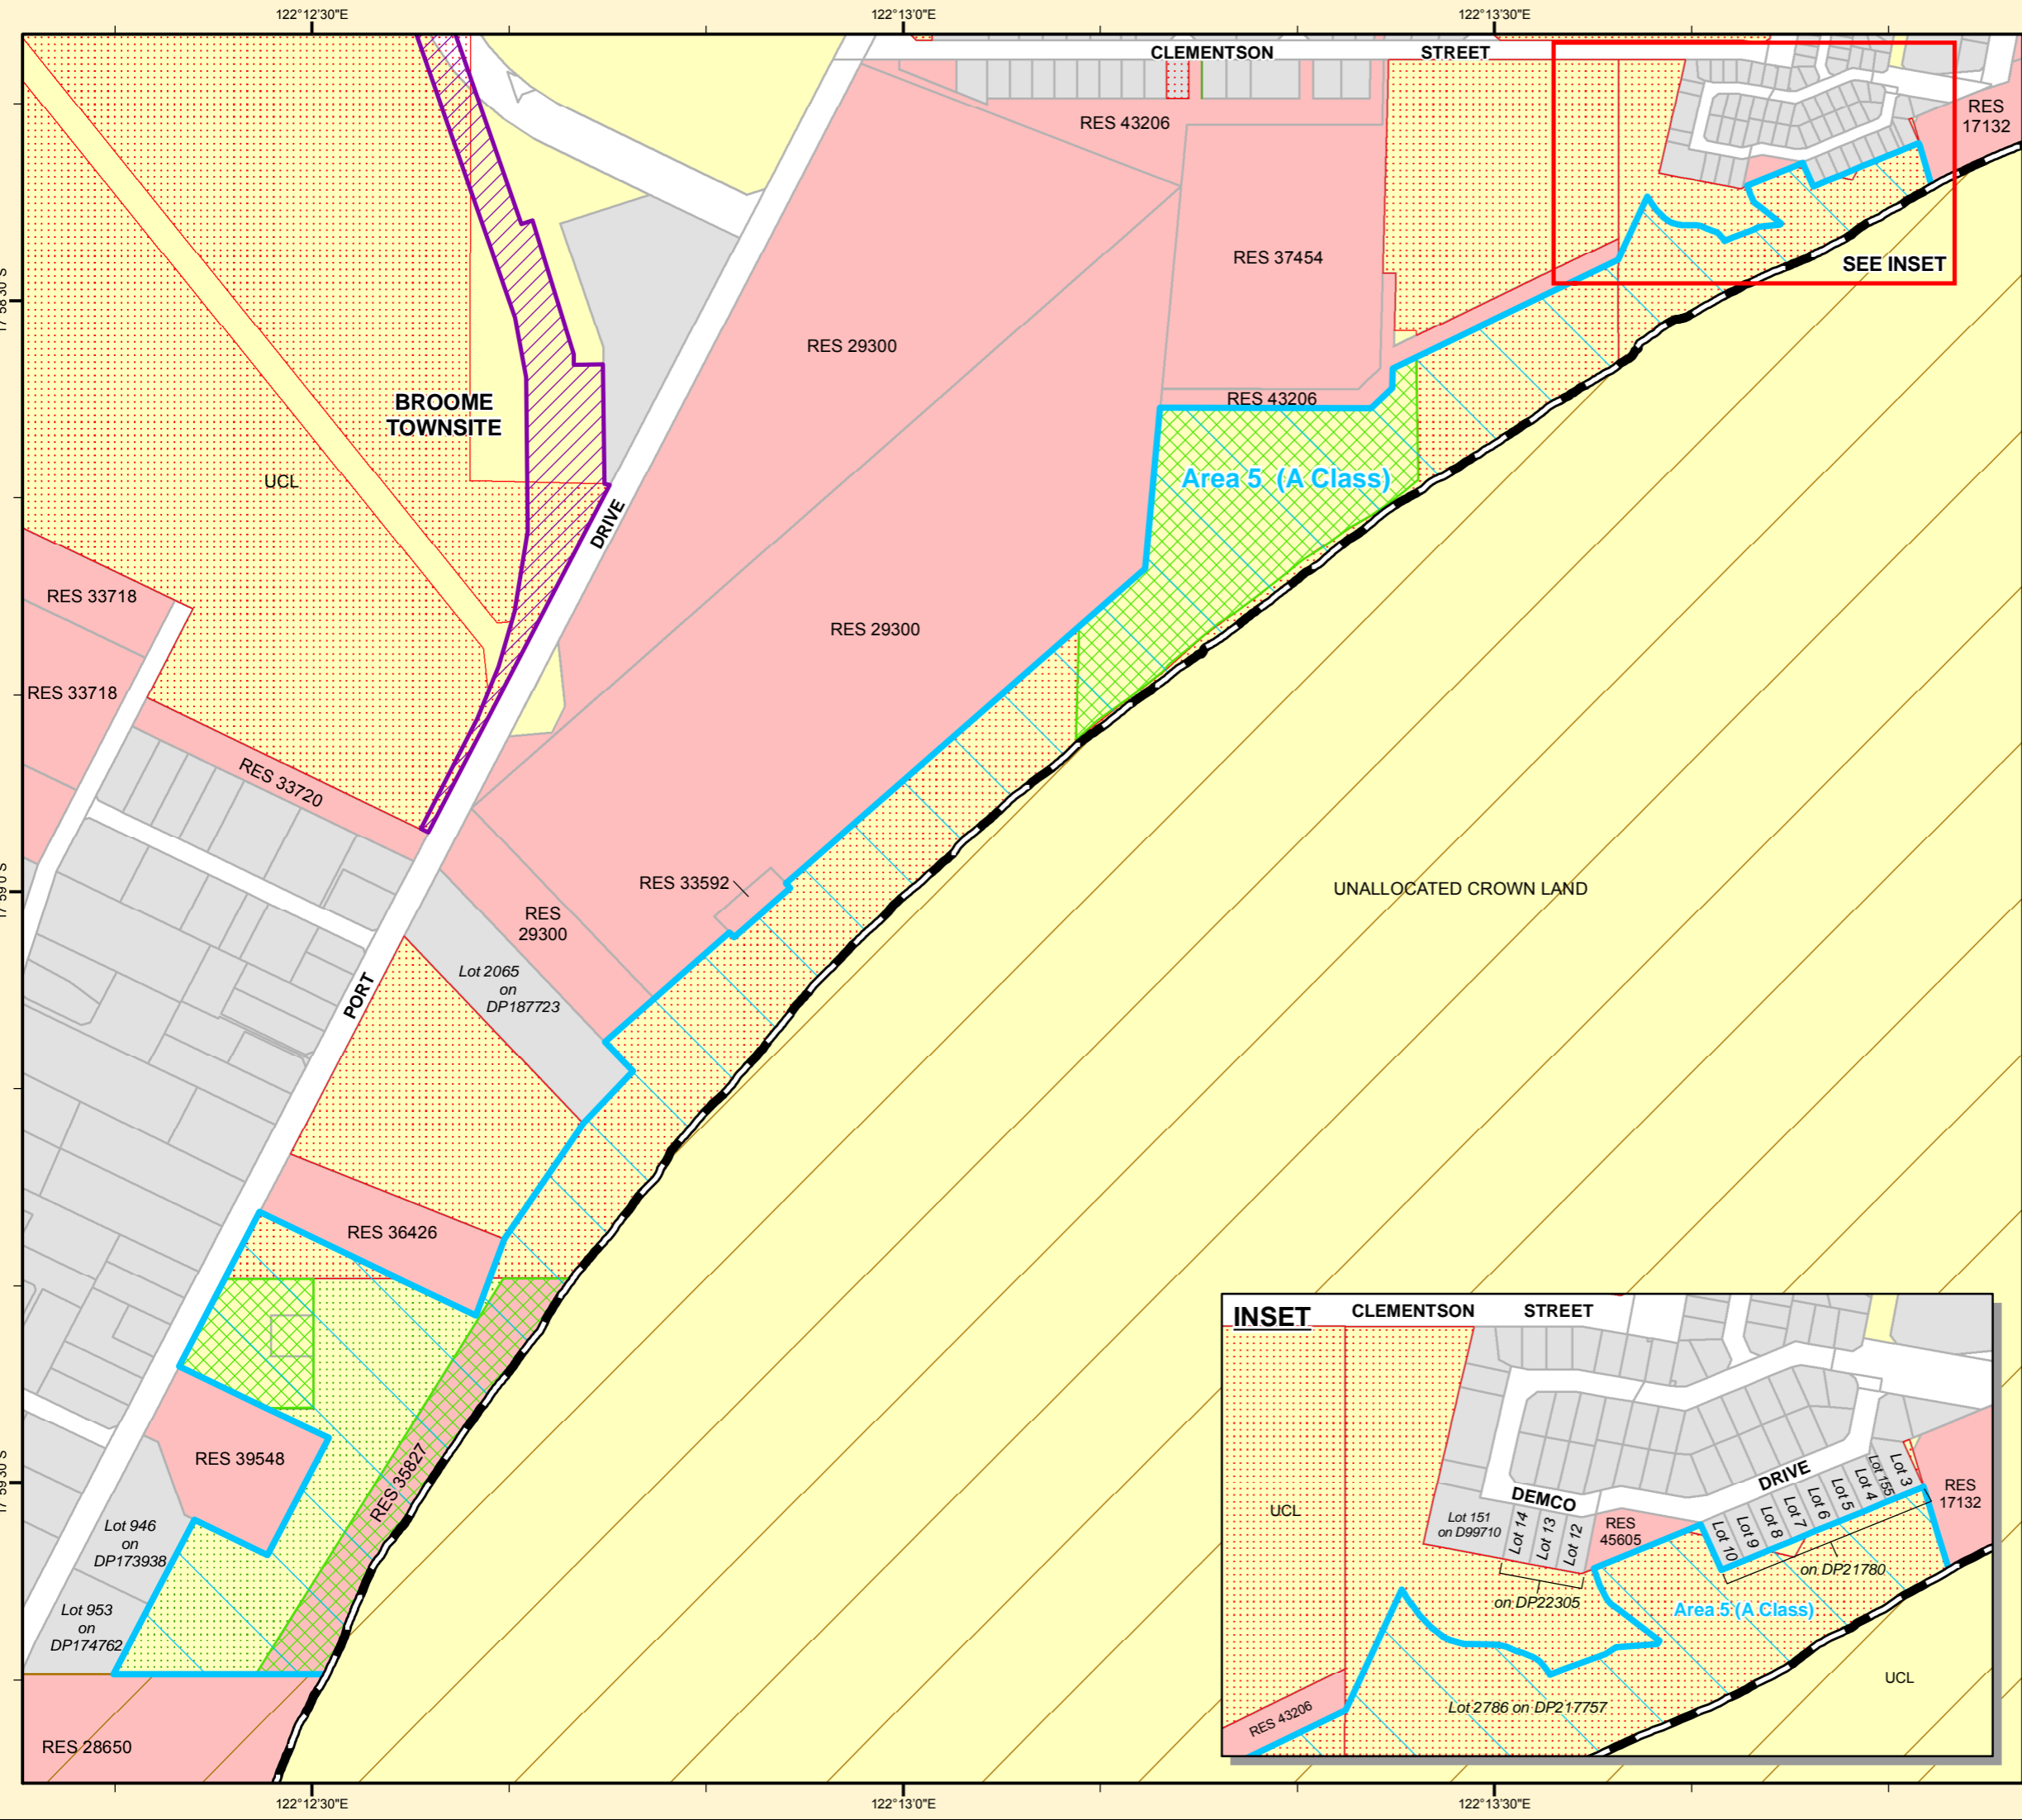 122°12'30"E
122°13'0"E
122°13'30"E
CLEMENTSON STREET
RES 43206
RES
17132
SEE INSET
RES 37454
RES 29300
BROOME
TOWNSITE
RES 43206
UCL
Area 5 (A Class)
DRIVE
RES 33718
RES 29300
RES 33718
RES 33720
RES 33592
UNALLOCATED CROWN LAND
RES
29300
Lot 2065
on
DP187723
PORT
RES 36426
RES 39548
RES 35827
Lot 946
on
DP173938
Lot 953
on
DP174762
RES 28650
INSET
CLEMENTSON STREET
UCL
DEMCO DRIVE
Lot 151
on D99710
Lot 14
Lot 13
Lot 12
on DP22305
RES
45605
Lot 10
Lot 9
Lot 8
Lot 7
Lot 6
Lot 5
Lot 4
Lot 155
Lot 3
on DP21780
RES
17132
Area 5 (A Class)
UCL
Lot 2786 on DP217757
RES 43206
122°12'30"E
122°13'0"E
122°13'30"E